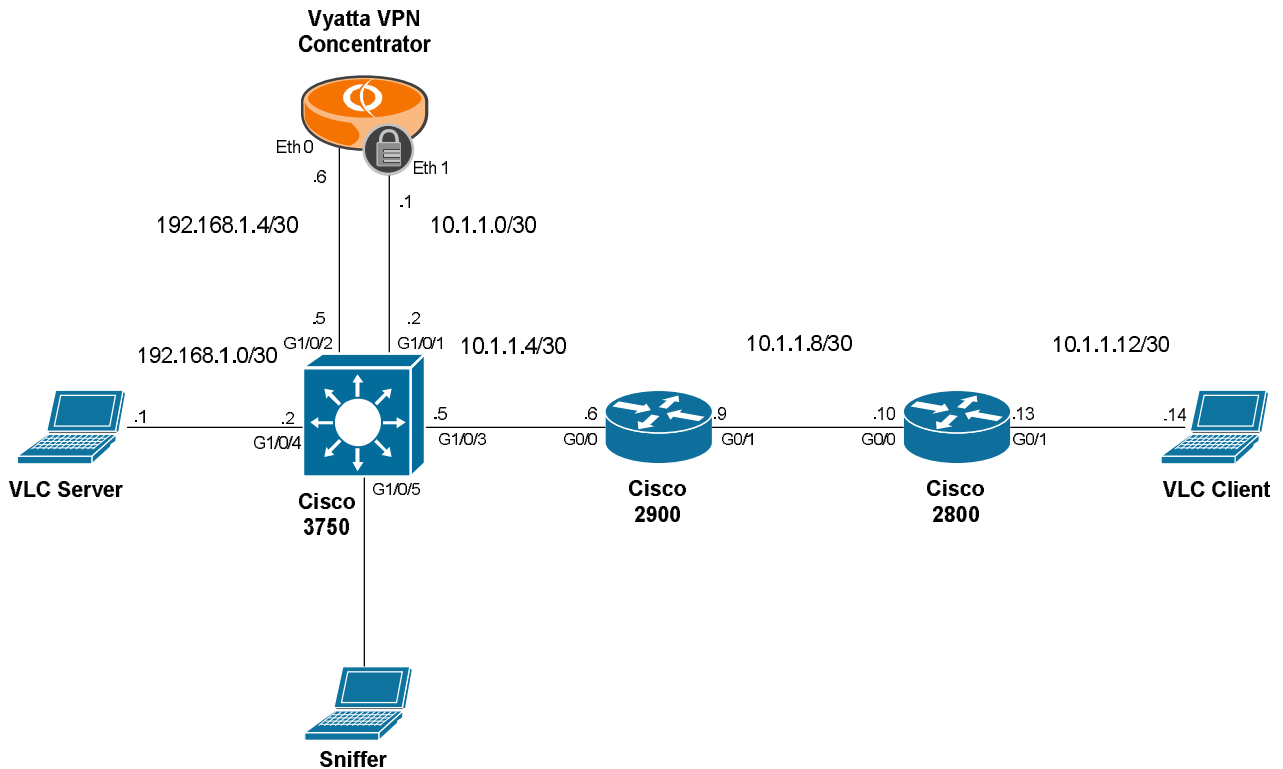 Vyatta VPN
Concentrator
Eth 0
Eth 1
.6
.1
192.168.1.4/30
10.1.1.0/30
.5
.2
G1/0/2
G1/0/1
192.168.1.0/30
10.1.1.4/30
10.1.1.8/30
10.1.1.12/30
.1
.2
G1/0/4
.5
G1/0/3
.6
G0/0
.9
G0/1
.10
G0/0
.13
G0/1
.14
VLC Server
G1/0/5
Cisco
3750
Cisco
2900
Cisco
2800
VLC Client
Sniffer